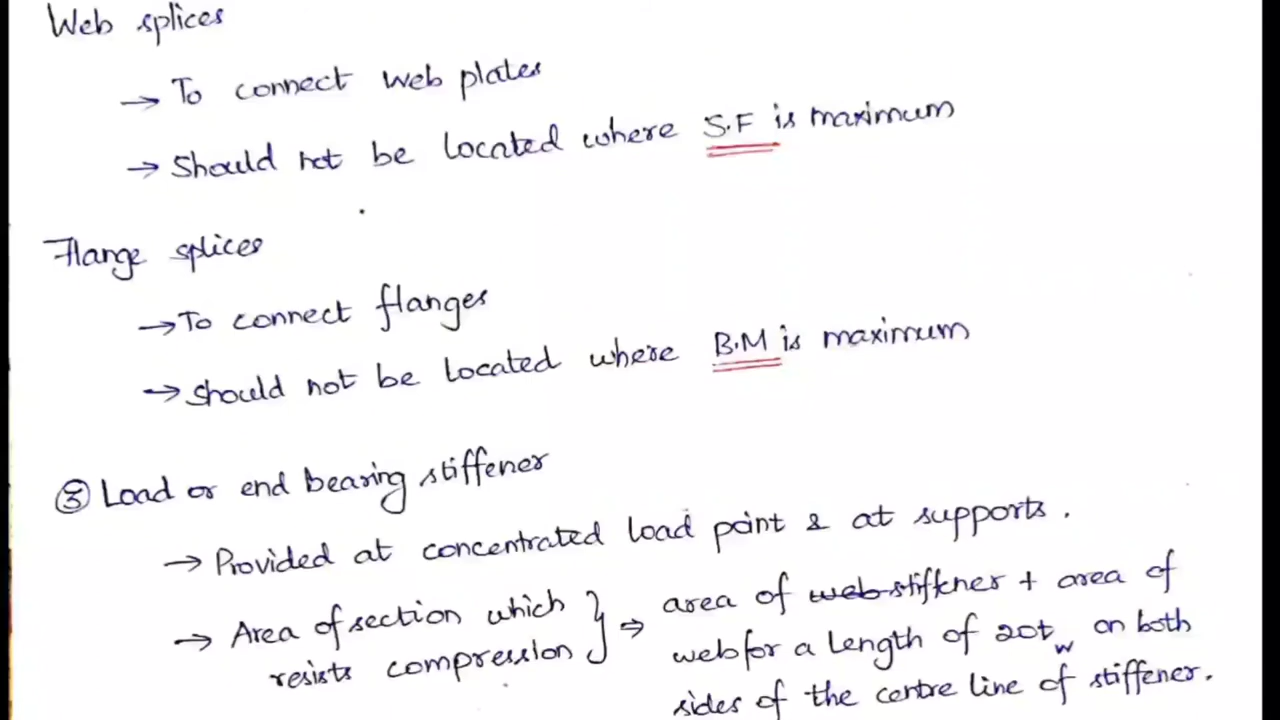 Web splices
→ To connect web plates
→ Should not be located where S.F is maximum
Flange splices
→ To connect flanges
→ Should not be located where B.M is maximum
③ Load or end bearing stiffener
→ Provided at concentrated load point & at supports.
→ Area of section which } ⇒ area of stiffener + area of
resists compression web for a length of 20t_w on both
sides of the centre line of stiffener.